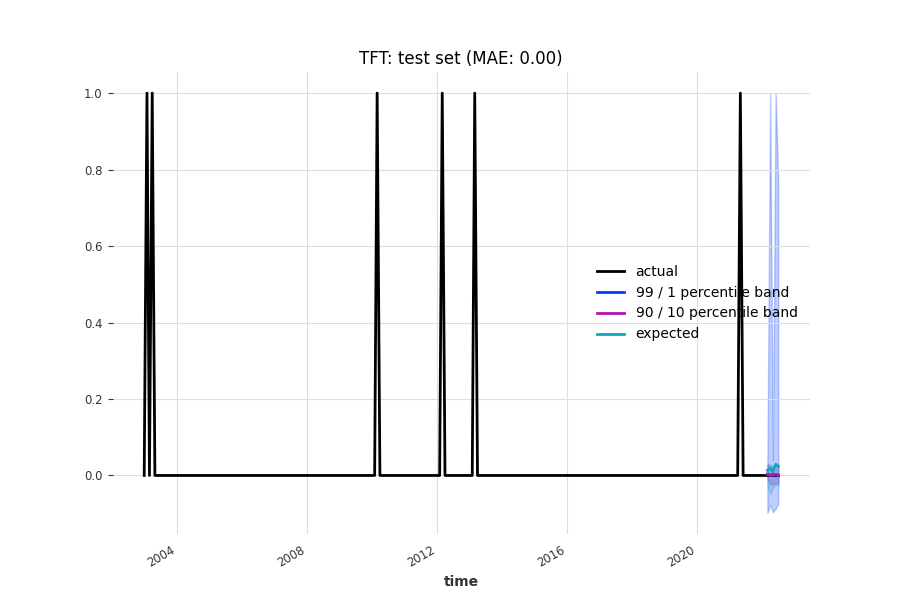 TFT: test set (MAE: 0.00)
1.0
0.8
0.6
0.4
0.2
0.0
actual
99 / 1 percentile band
90 / 10 percentile band
expected
2004
2008
2012
2016
2020
time